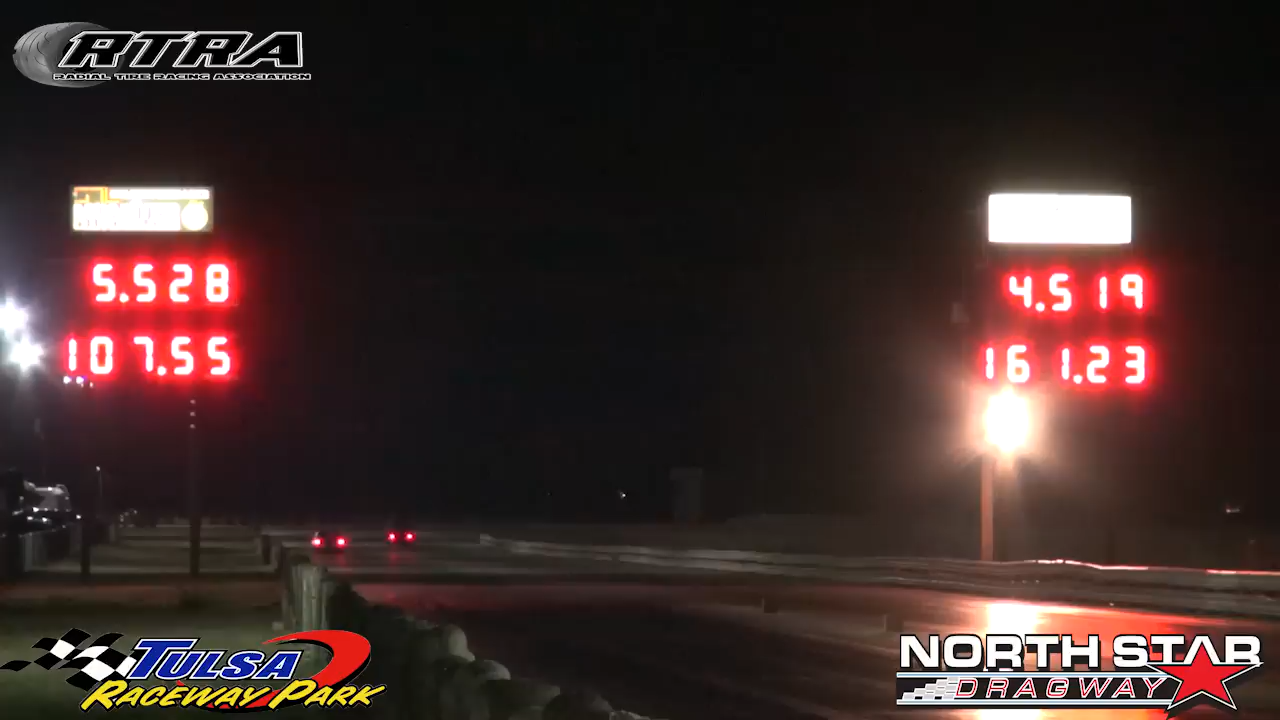 RTRA
RADIAL TIRE RACING ASSOCIATION
5.528
107.55
4.519
161.23
TULSA
RACEWAY PARK
NORTH STAR
DRAGWAY